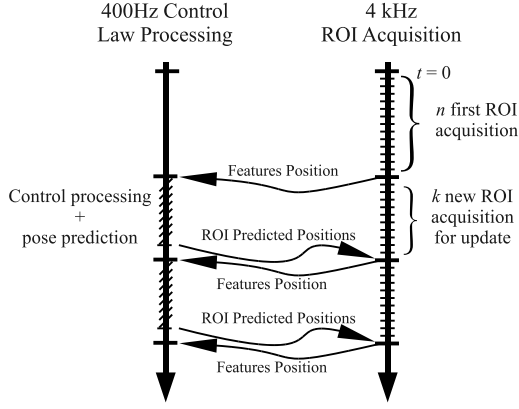 400Hz Control
Law Processing
4 kHz
ROI Acquisition
t = 0
n first ROI
acquisition
Features Position
Control processing
+
pose prediction
k new ROI
acquisition
for update
ROI Predicted Positions
Features Position
ROI Predicted Positions
Features Position